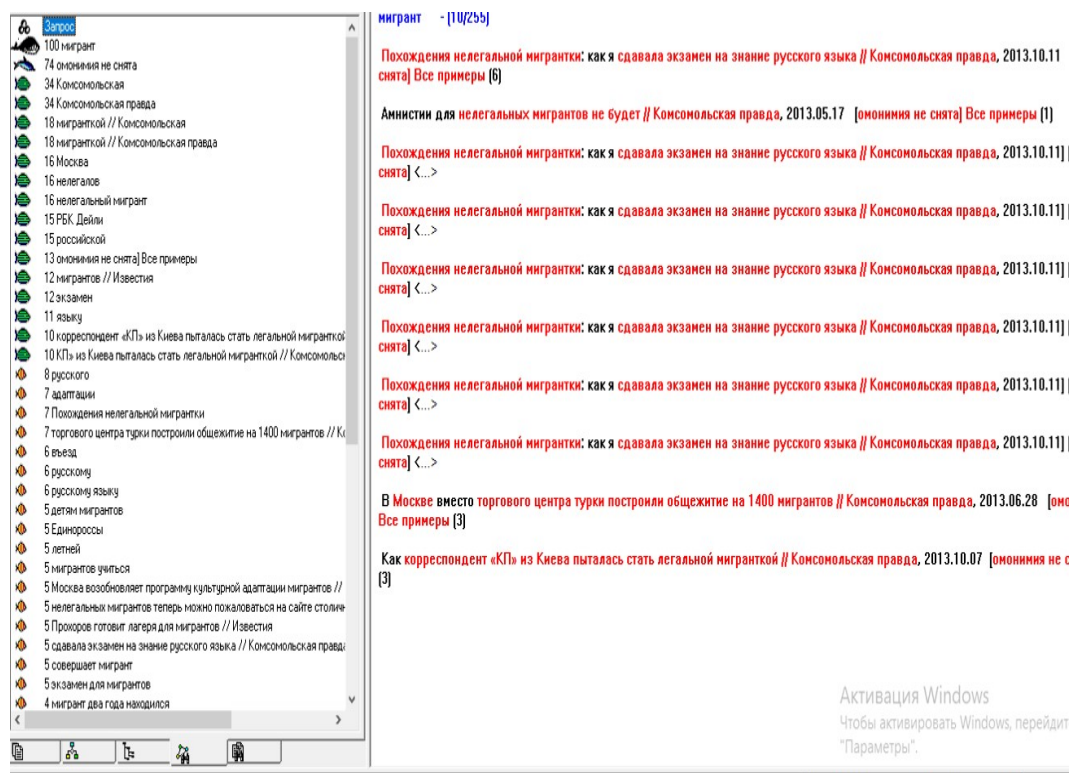 Запрос
100 мигрант
74 омонимия не снята
34 Комсомольская
34 Комсомольская правда
18 мигранткой // Комсомольская
18 мигранткой // Комсомольская правда
16 Москва
16 нелегалов
16 нелегальный мигрант
15 РБК Дейли
15 российской
13 омонимия не снята] Все примеры
12 мигрантов // Известия
12 экзамен
11 языку
10 корреспондент «КП» из Киева пыталась стать легальной мигранткой
10 КП» из Киева пыталась стать легальной мигранткой // Комсомольск
8 русского
7 адаптации
7 Похождения нелегальной мигрантки
7 торгового центра турки построили общежитие на 1400 мигрантов // Ко
6 въезд
6 русскому
6 русскому языку
5 детям мигрантов
5 Единороссы
5 летней
5 мигрантов учиться
5 Москва возобновляет программу культурной адаптации мигрантов //
5 нелегальных мигрантов теперь можно пожаловаться на сайте столичн
5 Прохоров готовит лагеря для мигрантов // Известия
5 сдавала экзамен на знание русского языка // Комсомольская правда
5 совершает мигрант
5 экзамен для мигрантов
4 мигрант два года находился
мигрант - [10/255]
Похождения нелегальной мигрантки: как я сдавала экзамен на знание русского языка // Комсомольская правда, 2013.10.11
снята] Все примеры (6)
Амнистии для нелегальных мигрантов не будет // Комсомольская правда, 2013.05.17 [омонимия не снята] Все примеры (1)
Похождения нелегальной мигрантки: как я сдавала экзамен на знание русского языка // Комсомольская правда, 2013.10.11] [
снята] <...>
Похождения нелегальной мигрантки: как я сдавала экзамен на знание русского языка // Комсомольская правда, 2013.10.11] [
снята] <...>
Похождения нелегальной мигрантки: как я сдавала экзамен на знание русского языка // Комсомольская правда, 2013.10.11] [
снята] <...>
Похождения нелегальной мигрантки: как я сдавала экзамен на знание русского языка // Комсомольская правда, 2013.10.11] [
снята] <...>
Похождения нелегальной мигрантки: как я сдавала экзамен на знание русского языка // Комсомольская правда, 2013.10.11] [
снята] <...>
Похождения нелегальной мигрантки: как я сдавала экзамен на знание русского языка // Комсомольская правда, 2013.10.11] [
снята] <...>
В Москве вместо торгового центра турки построили общежитие на 1400 мигрантов // Комсомольская правда, 2013.06.28 [омо
Все примеры (3)
Как корреспондент «КП» из Киева пыталась стать легальной мигранткой // Комсомольская правда, 2013.10.07 [омонимия не с
(3)
Активация Windows
Чтобы активировать Windows, перейдит
"Параметры".